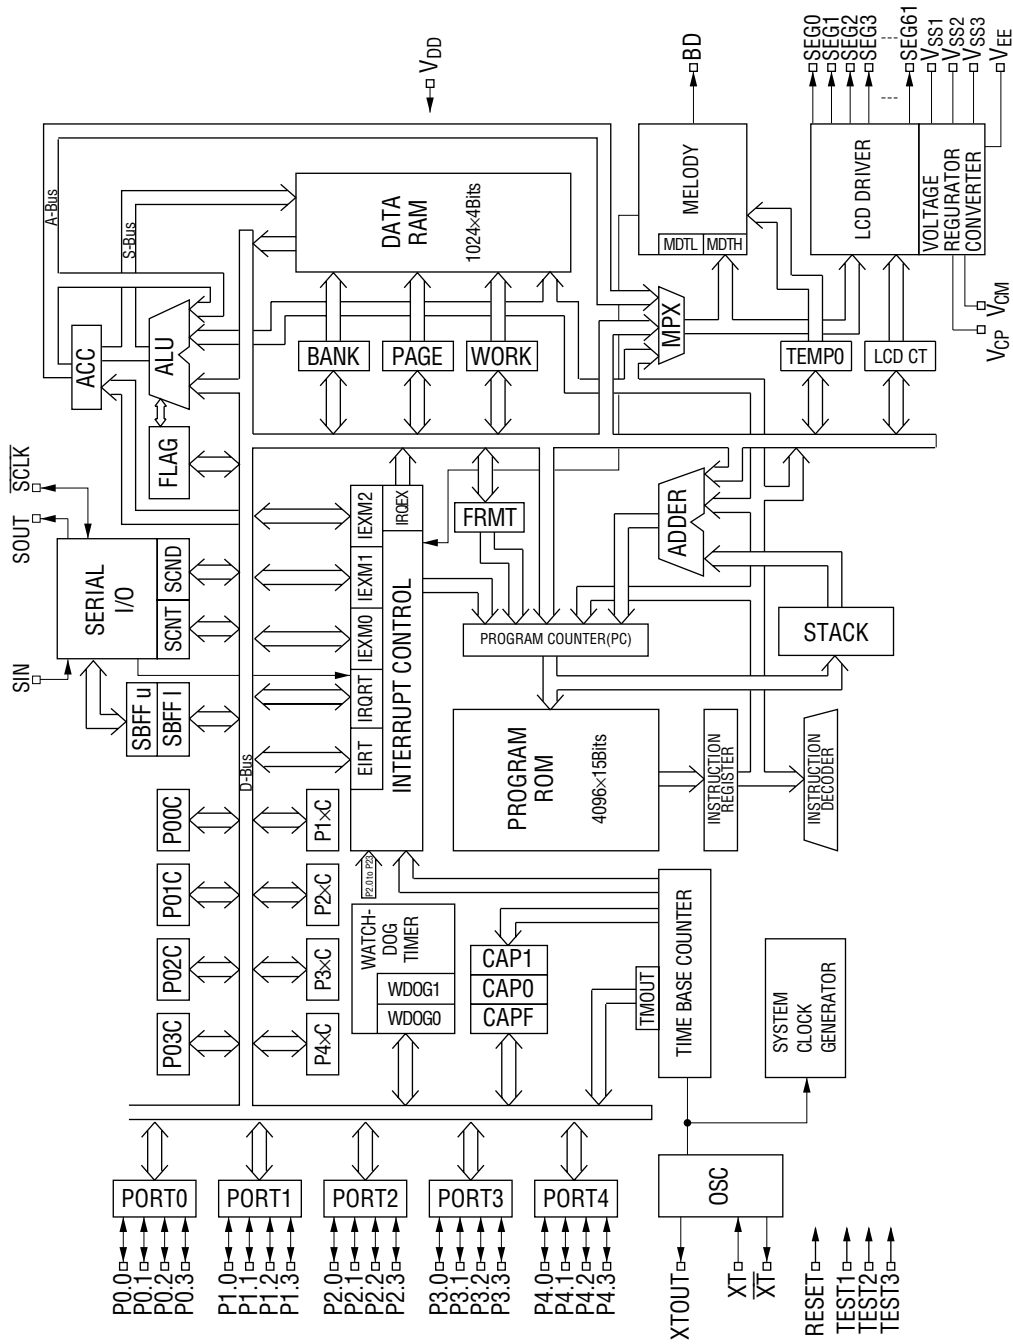 SEG0
SEG1
SEG2
SEG3
SEG61
VSS1
VSS2
VSS3
VEE
BD
VDD
A-Bus
S-Bus
DATA
RAM
1024×4Bits
MELODY
MDTL
MDTH
LCD DRIVER
VOLTAGE
REGURATOR
CONVERTER
VCM
VCP
ACC
ALU
FLAG
BANK
PAGE
WORK
MPX
TEMP0
LCD CT
SCLK
SOUT
SIN
SERIAL
I/O
SCND
SCNT
SBFF u
SBFF l
D-Bus
IRQEX
IEXM2
IEXM1
IEXM0
IRQRT
EIRT
INTERRUPT CONTROL
FRMT
ADDER
PROGRAM COUNTER(PC)
STACK
PROGRAM
ROM
4096×15Bits
INSTRUCTION
REGISTER
INSTRUCTION
DECODER
P00C
P01C
P02C
P03C
P1×C
P2×C
P3×C
P4×C
P2.0 to P23
WATCH-
DOG
TIMER
WDOG1
WDOG0
CAP1
CAP0
CAPF
TMOUT
TIME BASE COUNTER
SYSTEM
CLOCK
GENERATOR
PORT0
PORT1
PORT2
PORT3
PORT4
OSC
P0.0
P0.1
P0.2
P0.3
P1.0
P1.1
P1.2
P1.3
P2.0
P2.1
P2.2
P2.3
P3.0
P3.1
P3.2
P3.3
P4.0
P4.1
P4.2
P4.3
XTOUT
XT
XT
RESET
TEST1
TEST2
TEST3